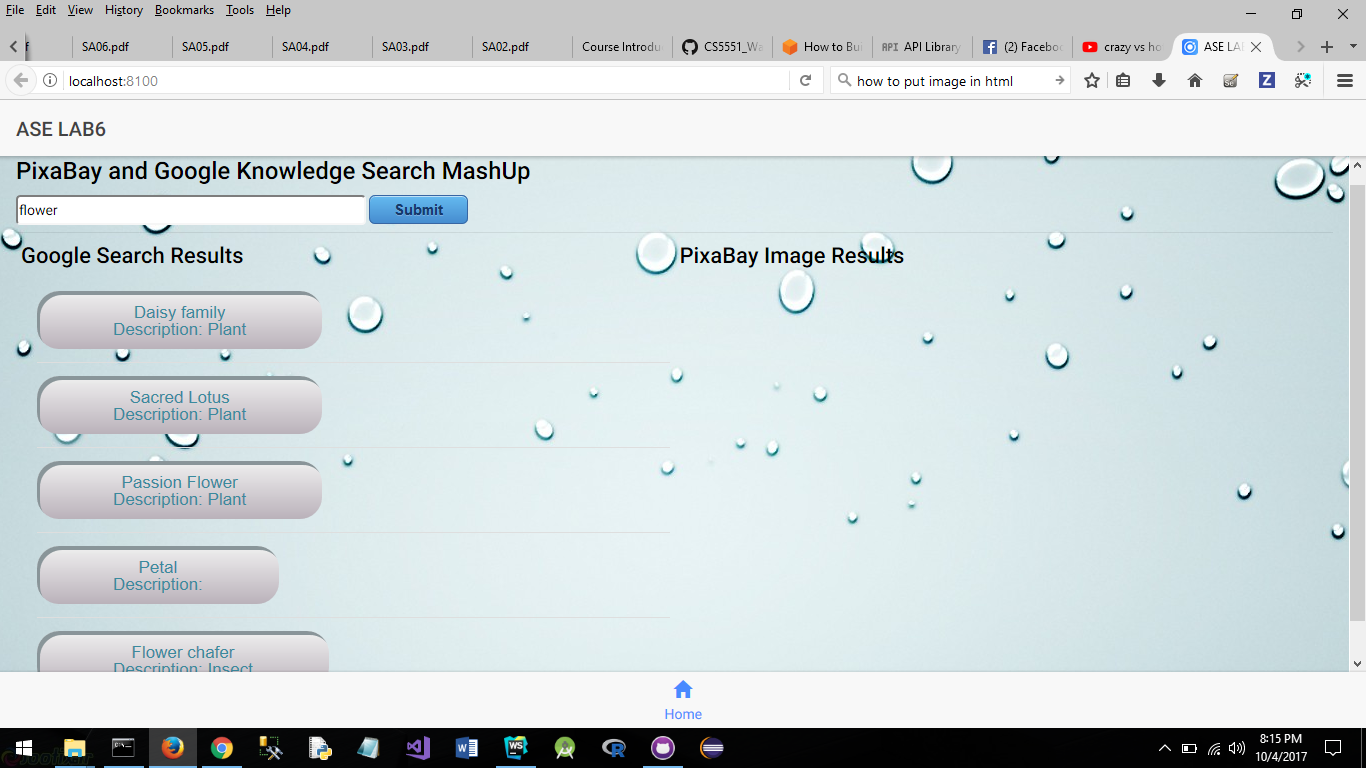 File Edit View History Bookmarks Tools Help
SA06.pdf SA05.pdf SA04.pdf SA03.pdf SA02.pdf Course Introdu CS5551_Wa How to Bui API API Library (2) Faceboo crazy vs ho ASE LAB
localhost:8100
how to put image in html
ASE LAB6
PixaBay and Google Knowledge Search MashUp
flower
Submit
Google Search Results
PixaBay Image Results
Daisy family
Description: Plant
Sacred Lotus
Description: Plant
Passion Flower
Description: Plant
Petal
Description:
Flower chafer
Description: Insect
Home
8:15 PM
10/4/2017